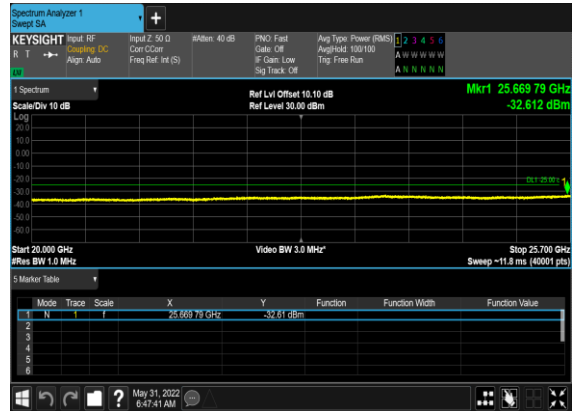 Spectrum Analyzer 1
Swept SA
KEYSIGHT Input: RF Input Z: 50 Ω #Atten: 40 dB PNO: Fast Avg Type: Power (RMS) 1 2 3 4 5 6
R T Coupling: DC Corr CCorr Gate: Off Avg|Hold: 100/100 A W W W W W
Align: Auto Freq Ref: Int (S) IF Gain: Low Trig: Free Run
Sig Track: Off A N N N N N
1 Spectrum Ref Lvl Offset 10.10 dB Mkr1 25.669 79 GHz
Scale/Div 10 dB Ref Level 30.00 dBm -32.612 dBm
Log
20.0
10.0
0.00
-10.0
-20.0
-30.0
-40.0
-50.0
-60.0
1
Start 20.000 GHz Video BW 3.0 MHz* Stop 25.700 GHz
#Res BW 1.0 MHz Sweep ~11.8 ms (40001 pts)
5 Marker Table
Mode Trace Scale X Y Function Function Width Function Value
1 N 1 f 25.669 79 GHz -32.61 dBm
2
3
4
5
6
? May 31, 2022
6:47:41 AM